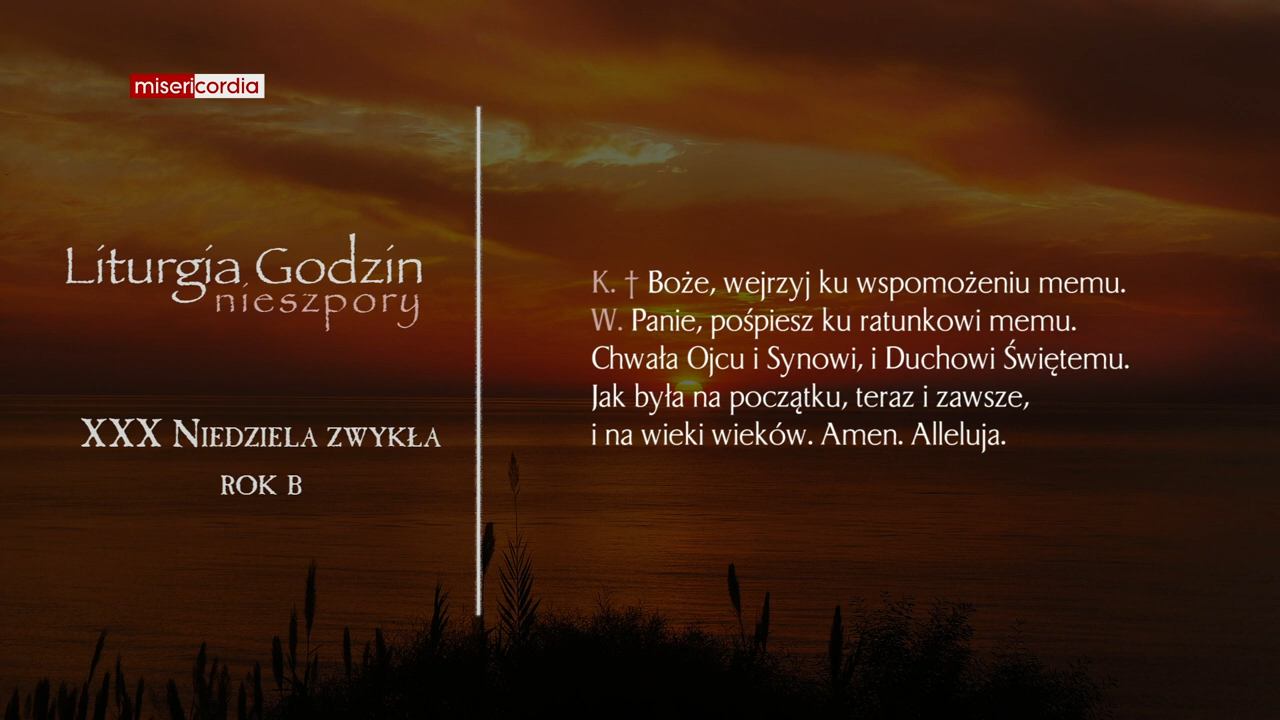 misericordia
Liturgia Godzin
nieszpory
XXX Niedziela zwykła
rok B
K. † Boże, wejrzyj ku wspomożeniu memu.
W. Panie, pośpiesz ku ratunkowi memu.
Chwała Ojcu i Synowi, i Duchowi Świętemu.
Jak była na początku, teraz i zawsze,
i na wieki wieków. Amen. Alleluja.